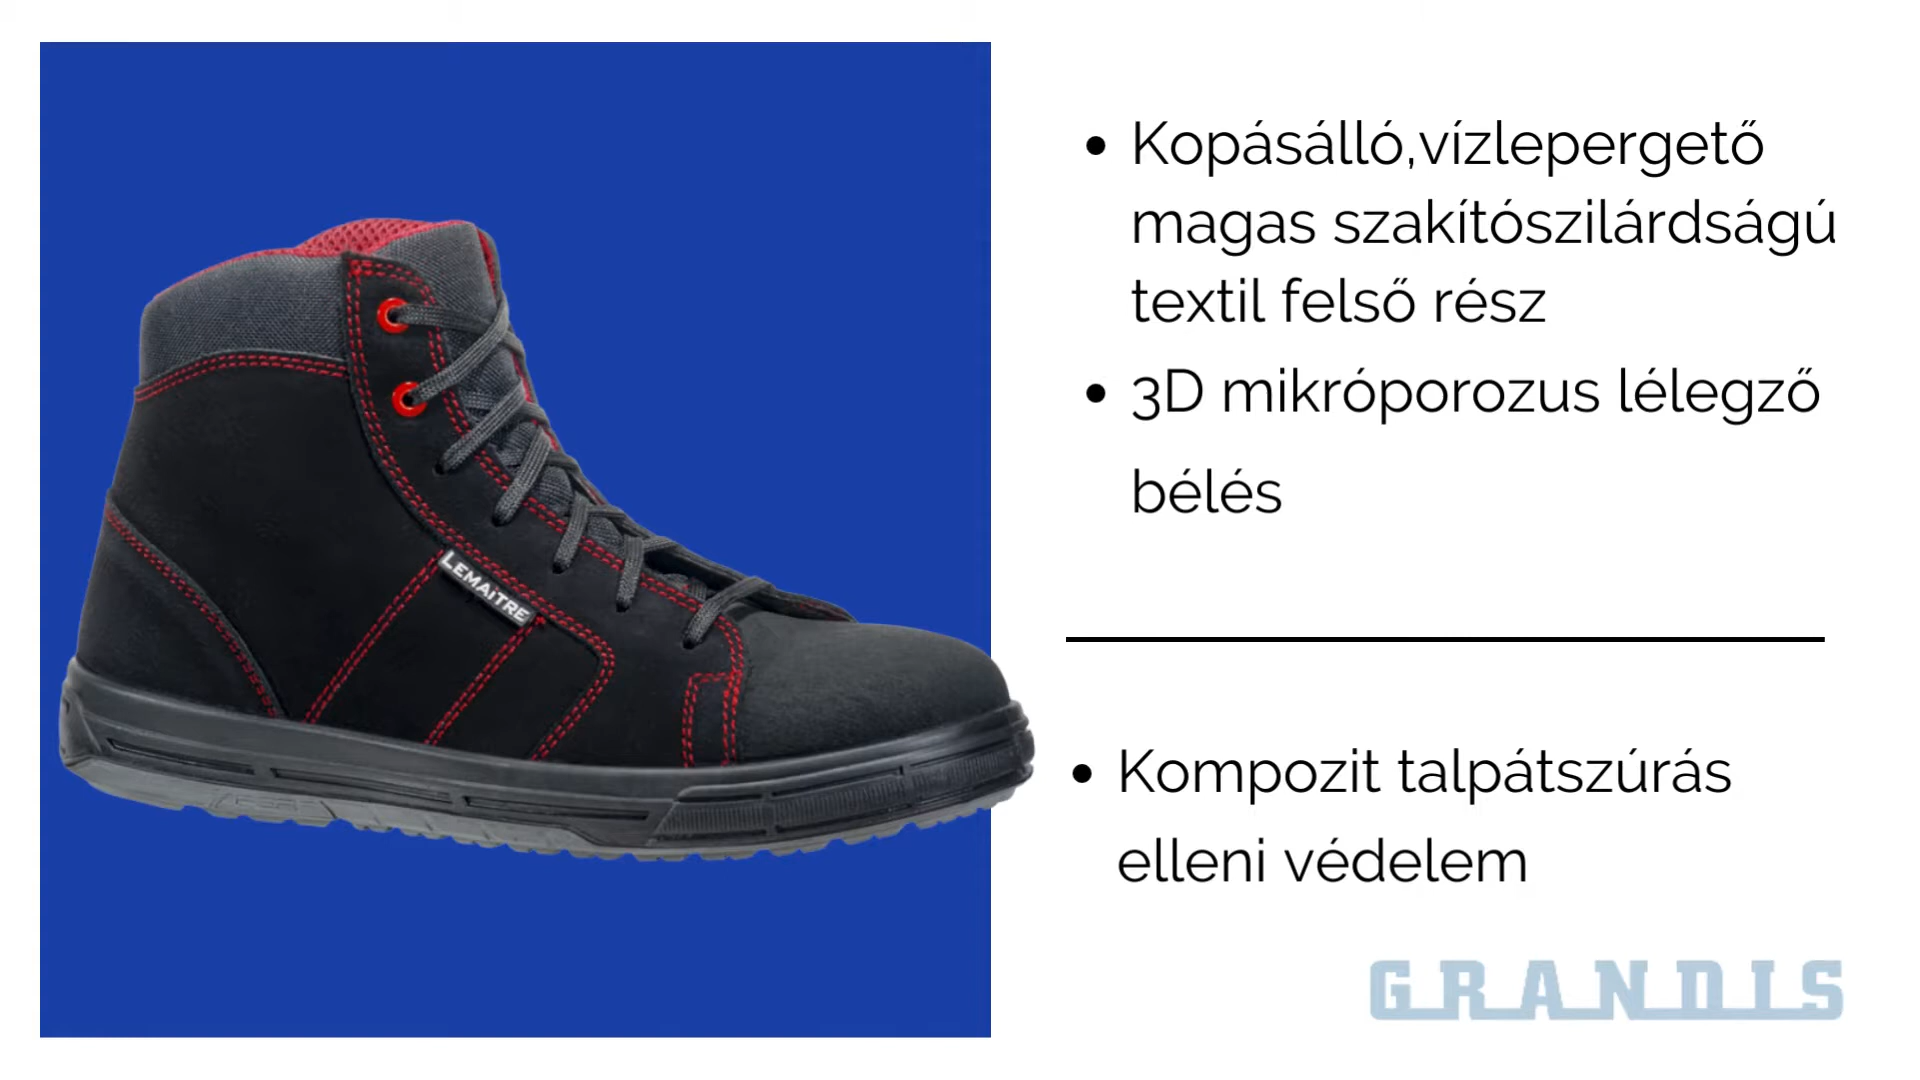 Kopásálló,vízlepergető
magas szakítószilárdságú
textil felső rész
3D mikróporozus lélegző
bélés
LEMAiTRE
Kompozit talpátszúrás
elleni védelem
GRANDIS